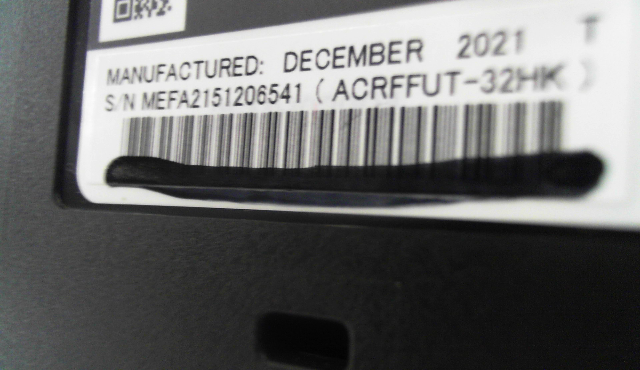 MANUFACTURED: DECEMBER 2021 T
S/N MEFA2151206541 (ACRFFUT-32HK)